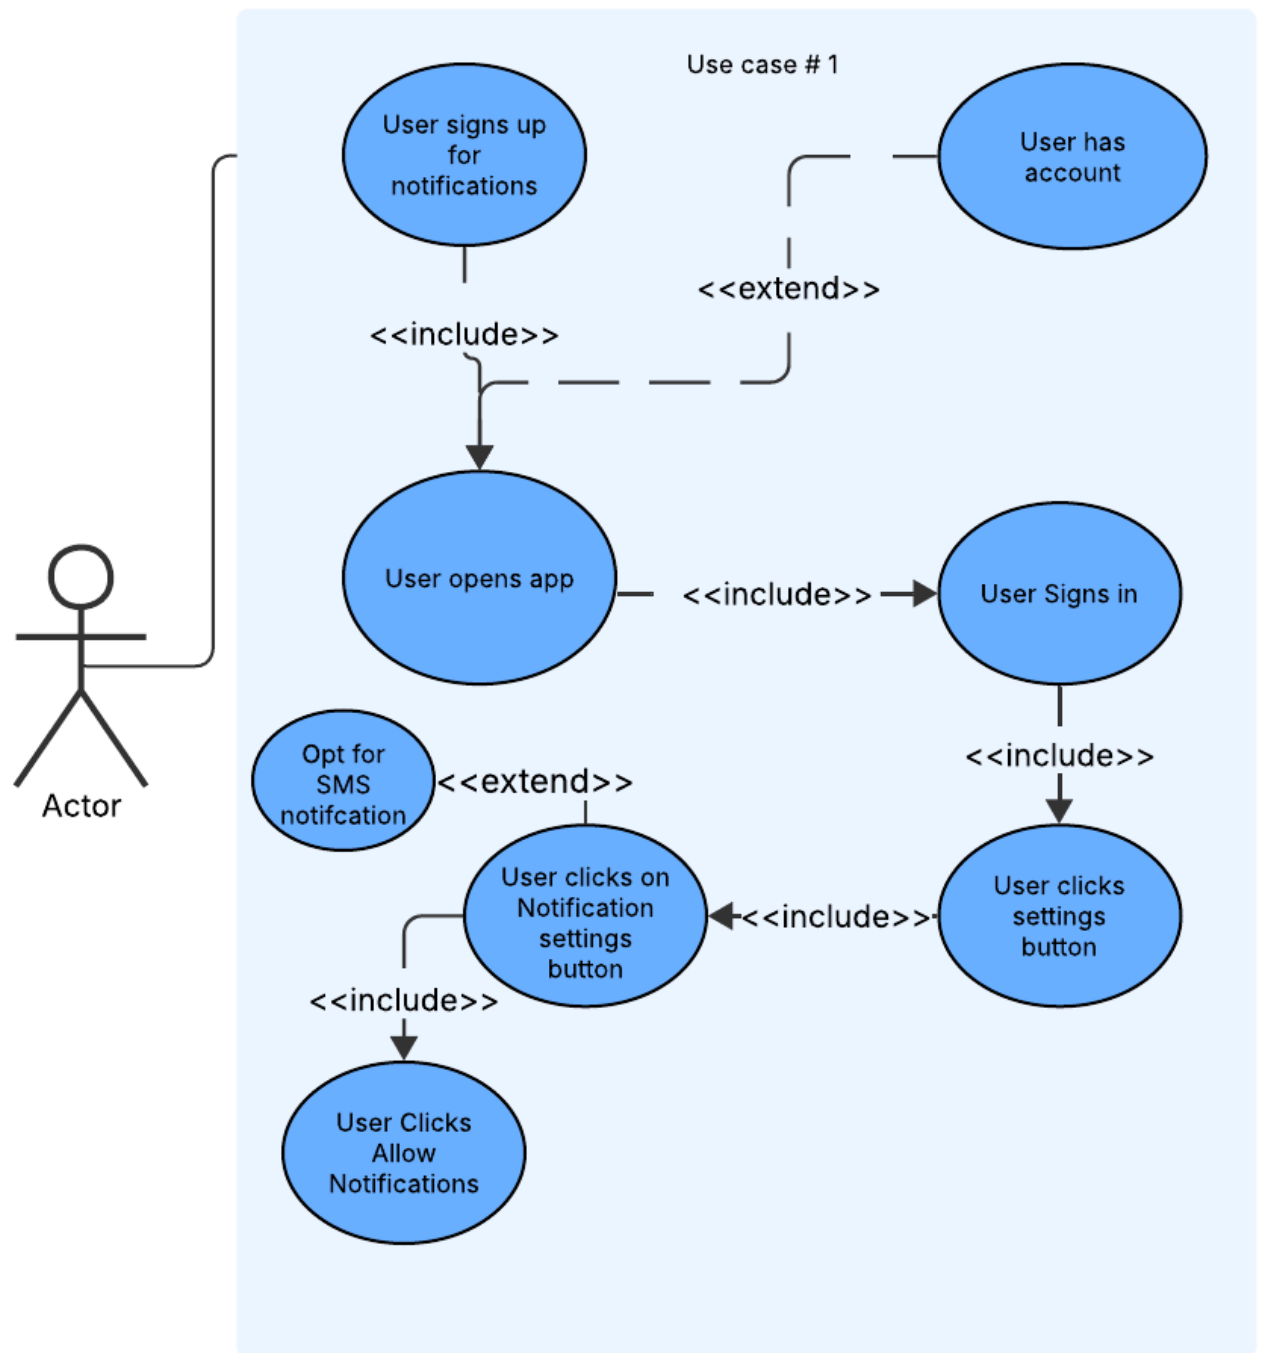 Use case # 1
User signs up
for
notifications
User has
account
<<extend>>
<<include>>
User opens app
<<include>>
User Signs in
Actor
Opt for
SMS
notifcation
<<extend>>
<<include>>
User clicks on
Notification
settings
button
<<include>>
User clicks
settings
button
<<include>>
User Clicks
Allow
Notifications